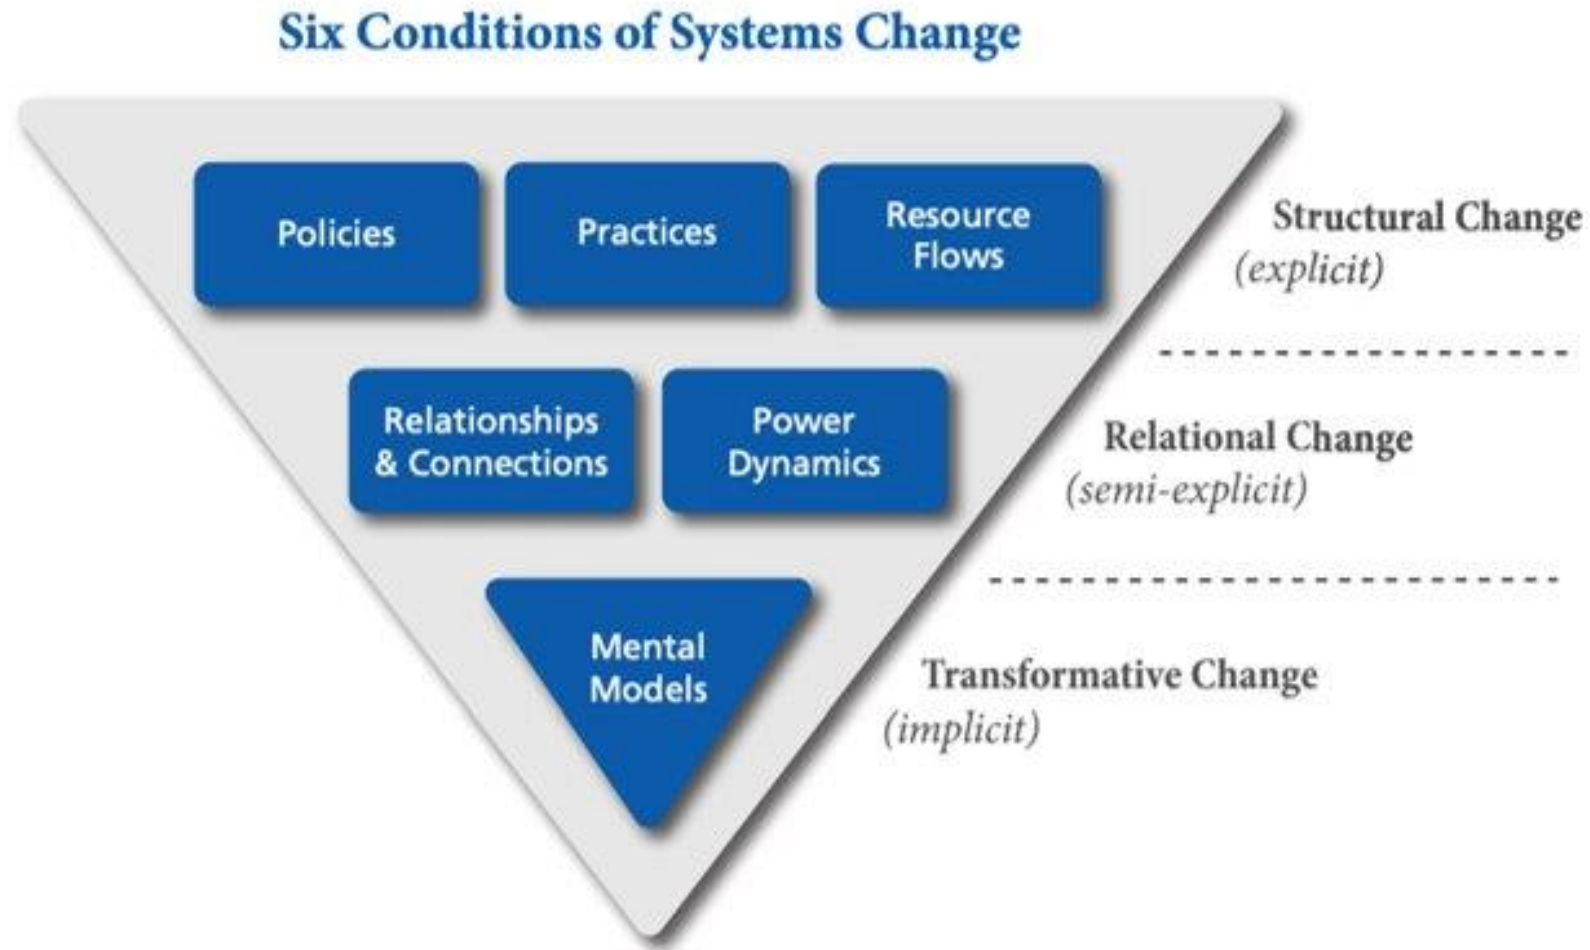 Six Conditions of Systems Change
Policies
Practices
Resource
Flows
Structural Change
(explicit)
Relationships
& Connections
Power
Dynamics
Relational Change
(semi-explicit)
Mental
Models
Transformative Change
(implicit)